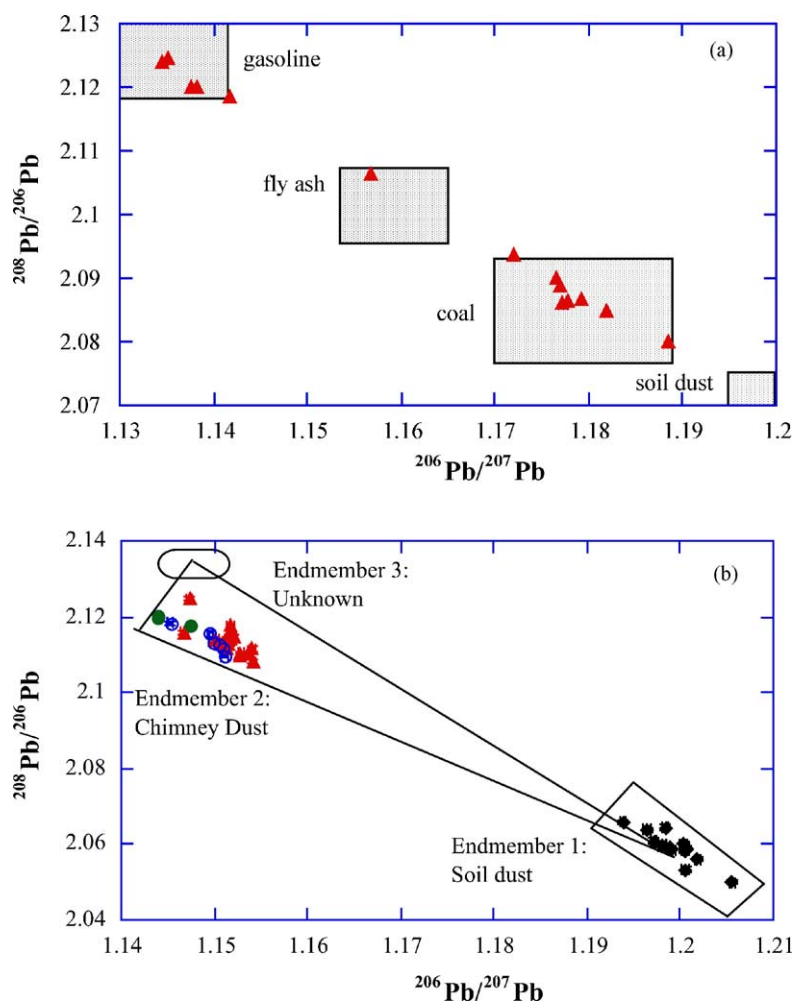 2.13
(a)
gasoline
2.12
2.11
fly ash
2.1
²⁰⁸Pb/²⁰⁶Pb
2.09
coal
2.08
soil dust
2.07
1.13 1.14 1.15 1.16 1.17 1.18 1.19 1.2
²⁰⁶Pb/²⁰⁷Pb
2.14
(b)
Endmember 3:
Unknown
2.12
2.1
Endmember 2:
Chimney Dust
²⁰⁸Pb/²⁰⁶Pb
2.08
2.06
Endmember 1:
Soil dust
2.04
1.14 1.15 1.16 1.17 1.18 1.19 1.2 1.21
²⁰⁶Pb/²⁰⁷Pb